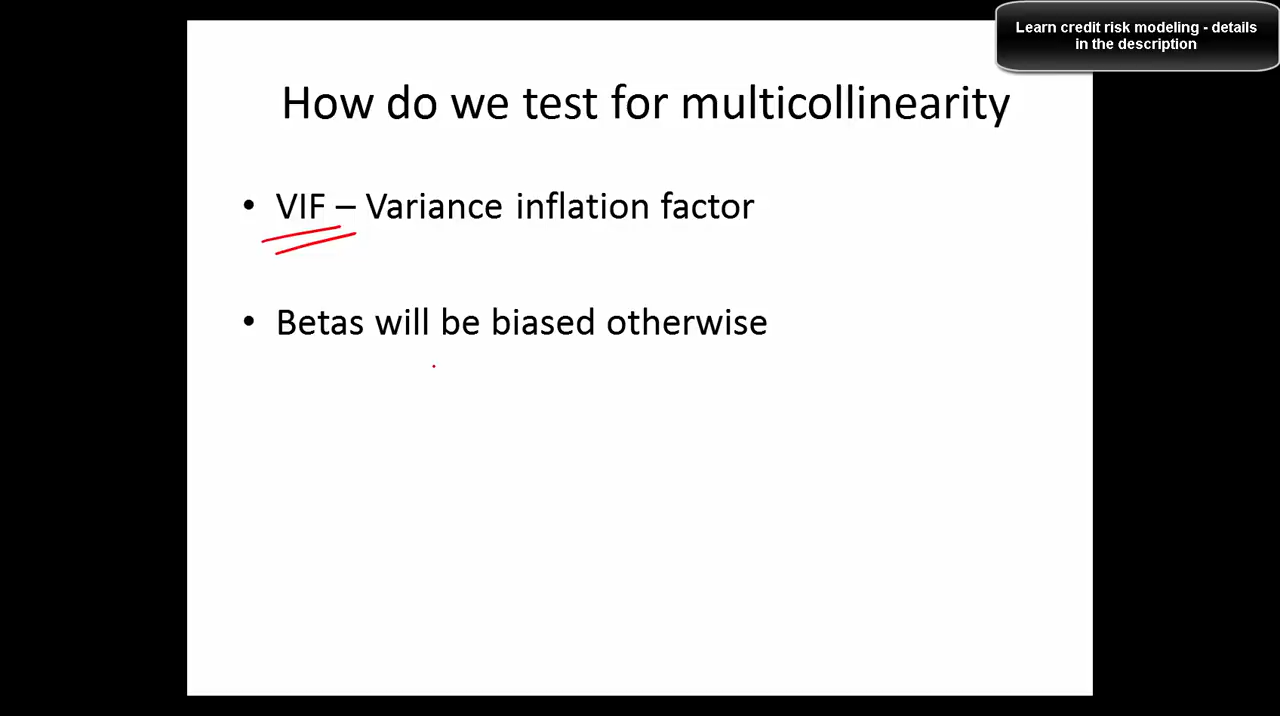 Learn credit risk modeling - details
in the description
How do we test for multicollinearity
• VIF – Variance inflation factor
• Betas will be biased otherwise